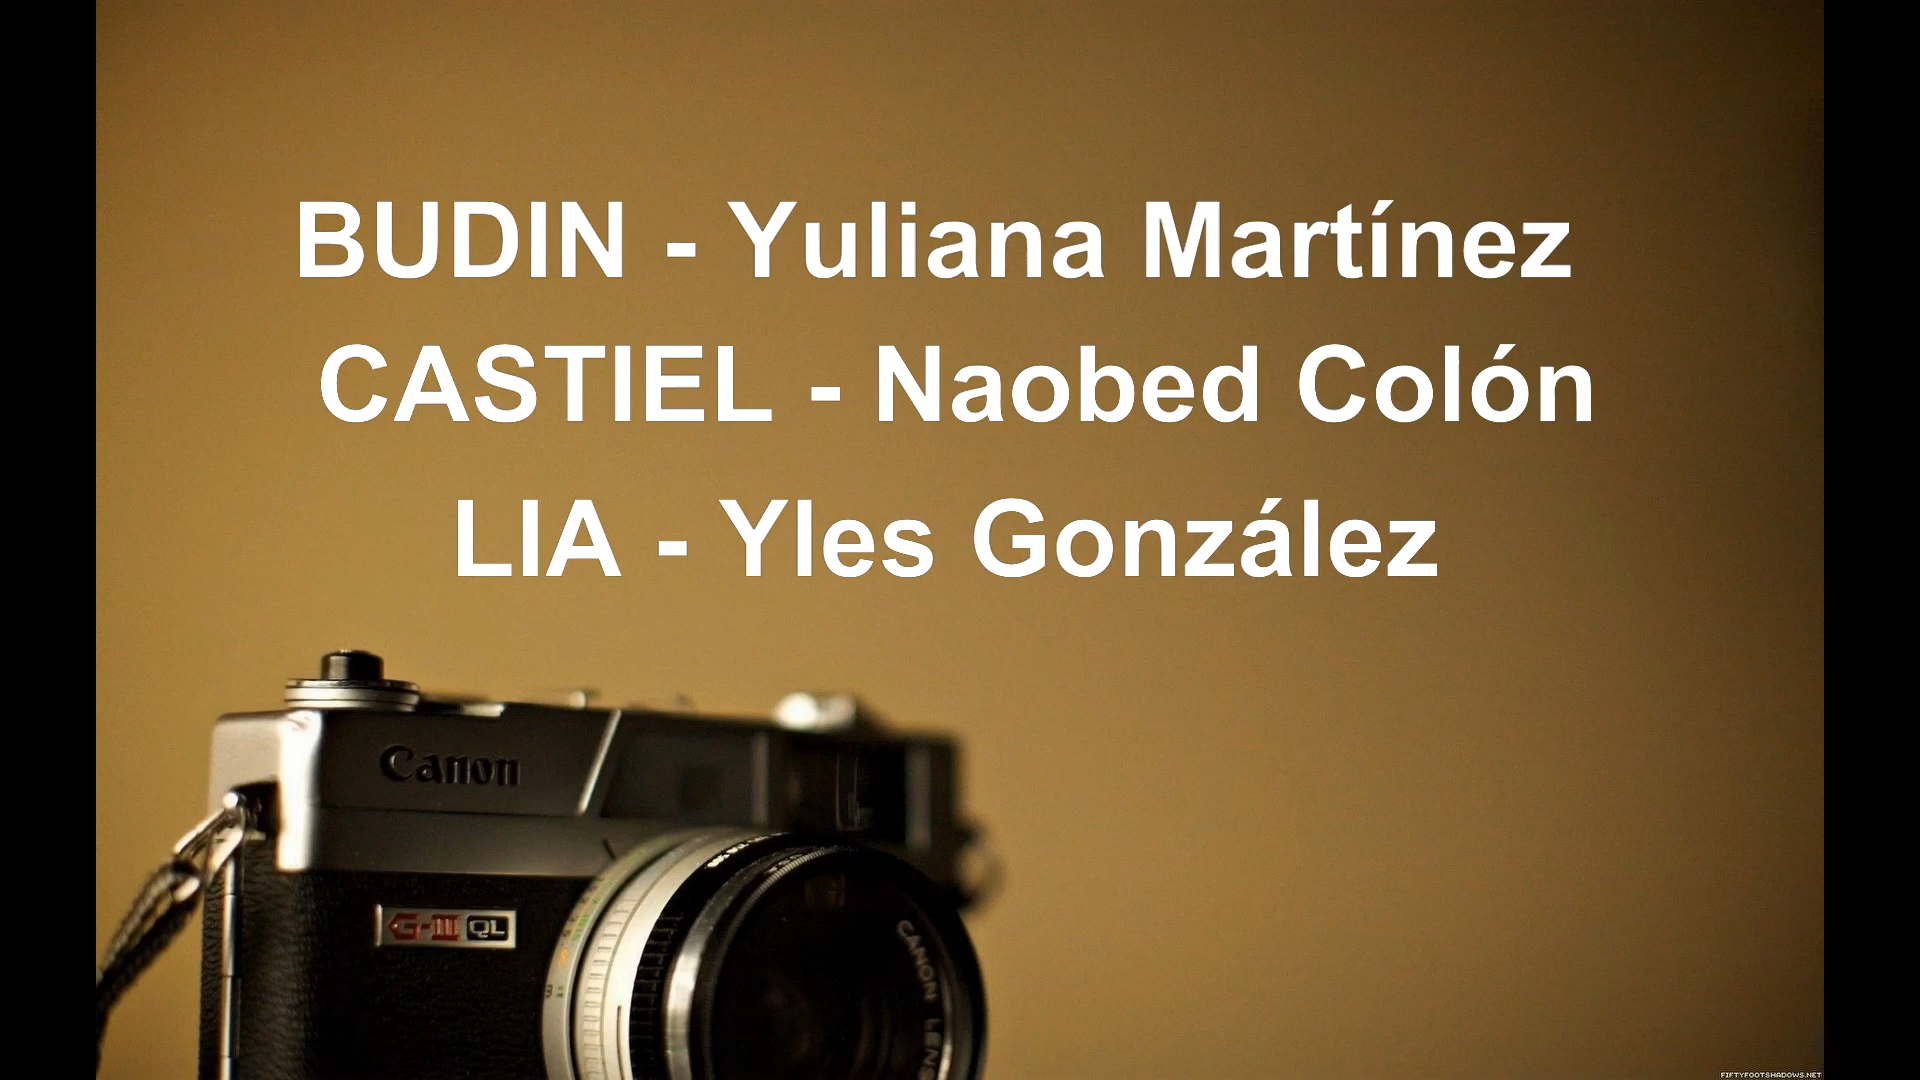 BUDIN - Yuliana Martínez
CASTIEL - Naobed Colón
LIA - Yles González
Canon
G-III QL
CANON LENS
FIFTYFOOTSHADOWS.NET